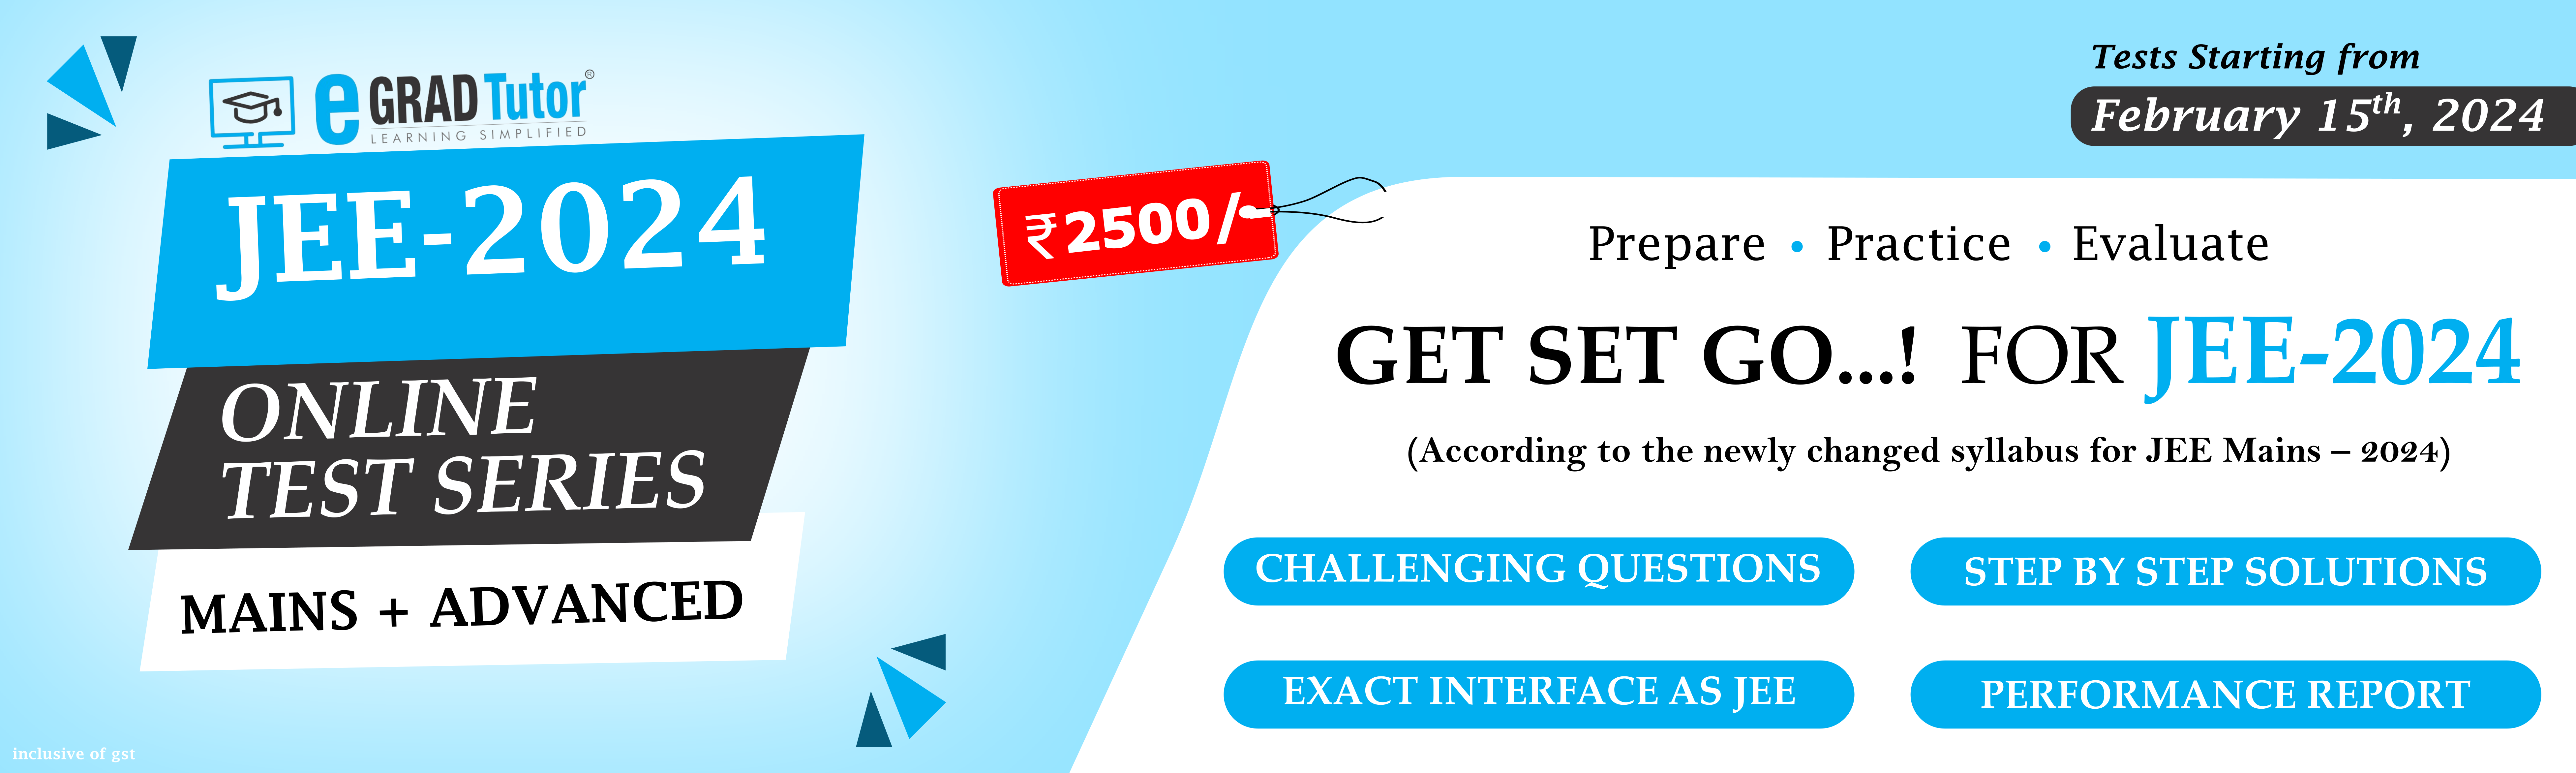 e GRAD Tutor®
LEARNING SIMPLIFIED
JEE-2024
ONLINE
TEST SERIES
MAINS + ADVANCED
inclusive of gst
₹2500/-
Tests Starting from
February 15th, 2024
Prepare • Practice • Evaluate
GET SET GO...! FOR JEE-2024
(According to the newly changed syllabus for JEE Mains – 2024)
CHALLENGING QUESTIONS
STEP BY STEP SOLUTIONS
EXACT INTERFACE AS JEE
PERFORMANCE REPORT